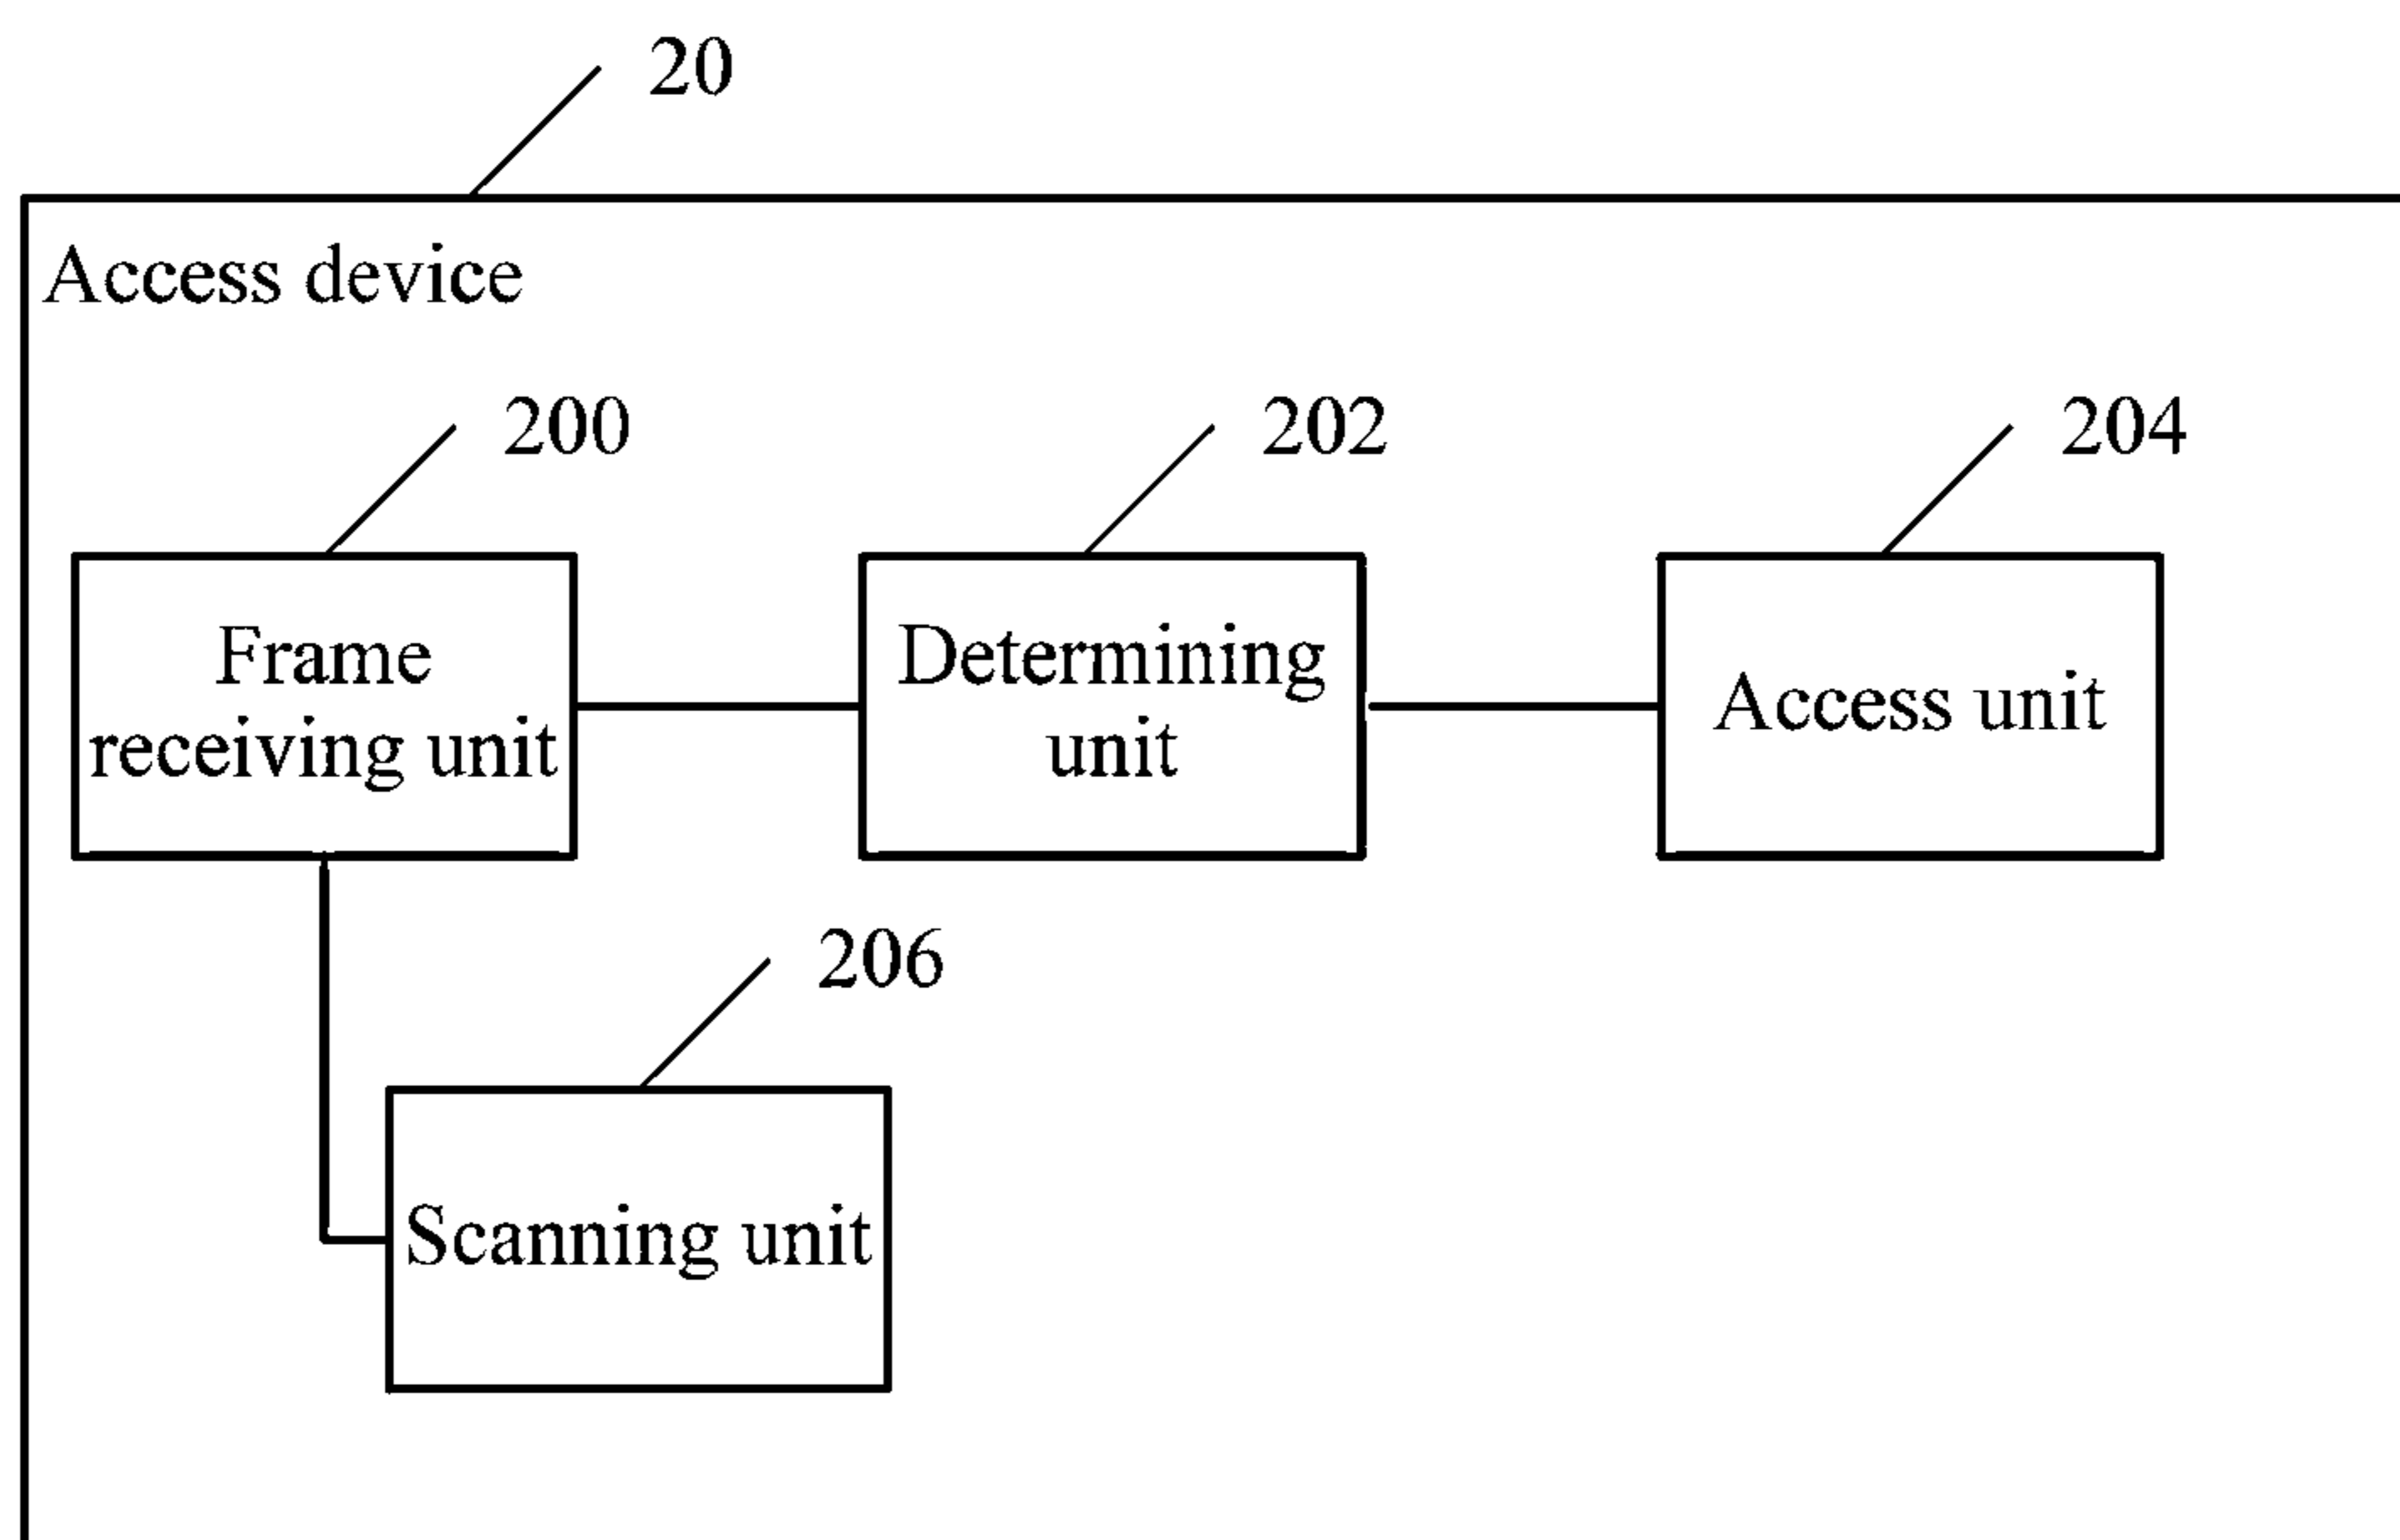 20
Access device
200
202
204
Frame
receiving unit
Determining
unit
Access unit
206
Scanning unit